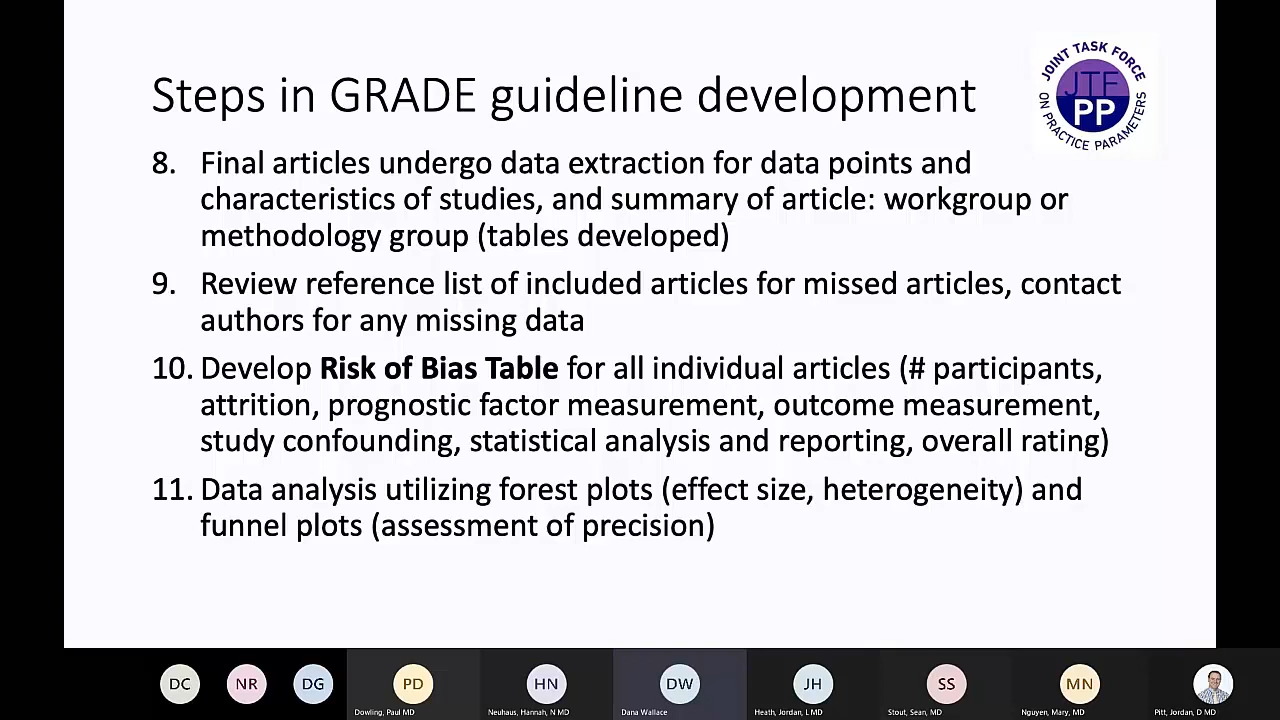 Steps in GRADE guideline development
JOINT TASK FORCE
JTF
PP
ON PRACTICE PARAMETERS
8. Final articles undergo data extraction for data points and
characteristics of studies, and summary of article: workgroup or
methodology group (tables developed)
9. Review reference list of included articles for missed articles, contact
authors for any missing data
10. Develop Risk of Bias Table for all individual articles (# participants,
attrition, prognostic factor measurement, outcome measurement,
study confounding, statistical analysis and reporting, overall rating)
11. Data analysis utilizing forest plots (effect size, heterogeneity) and
funnel plots (assessment of precision)
DC NR DG PD HN DW JH SS MN
Dowling, Paul MD Neuhaus, Hannah, N MD Dana Wallace Heath, Jordan, L MD Stout, Sean, MD Nguyen, Mary, MD Pitt, Jordan, D MD